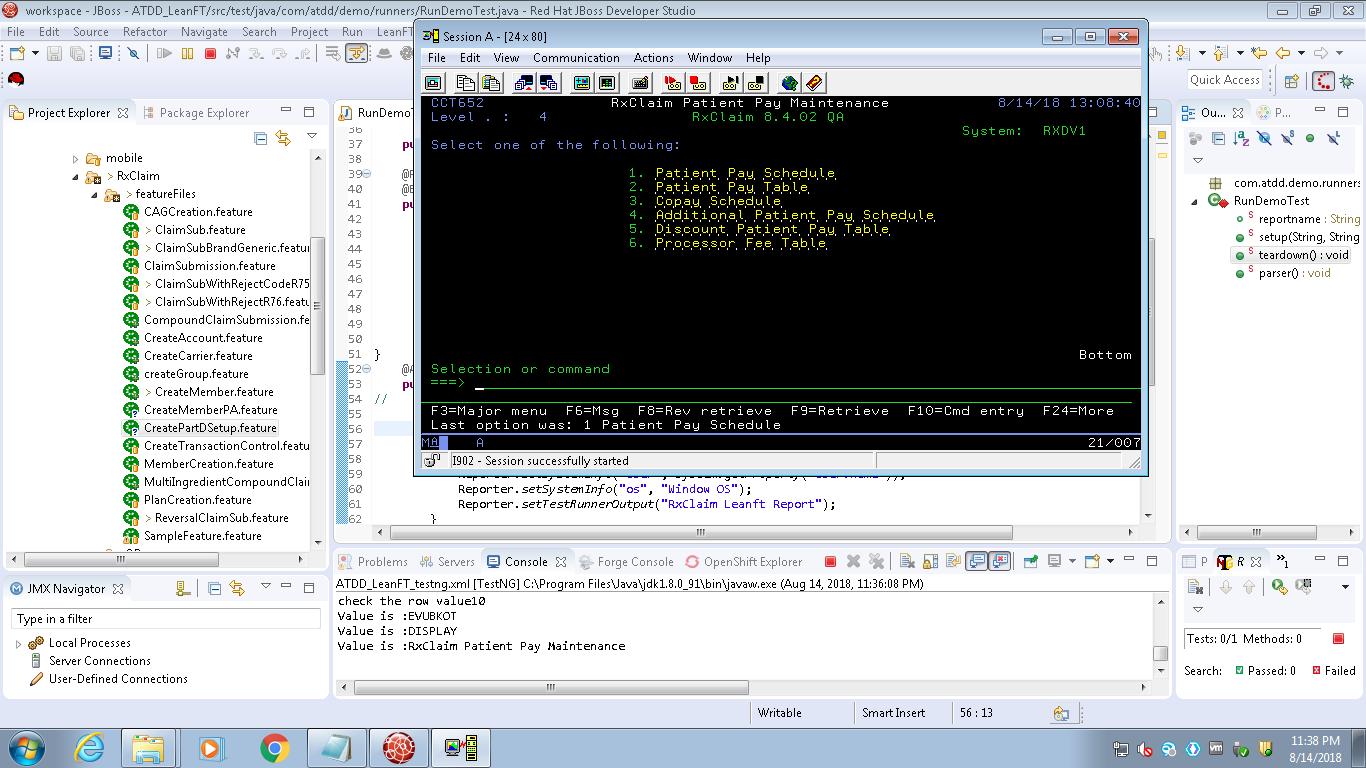 workspace - JBoss - ATDD_LeanFT/src/test/java/com/atdd/demo/runners/RunDemoTest.java - Red Hat JBoss Developer Studio
File Edit Source Refactor Navigate Search Project Run LeanFT
Quick Access
Project Explorer
Package Explorer
mobile
> RxClaim
> featureFiles
CAGCreation.feature
> ClaimSub.feature
> ClaimSubBrandGeneric.featur
ClaimSubmission.feature
> ClaimSubWithRejectCodeR75
> ClaimSubWithRejectR76.featu
CompoundClaimSubmission.fe
CreateAccount.feature
CreateCarrier.feature
createGroup.feature
> CreateMember.feature
CreateMemberPA.feature
CreatePartDSetup.feature
CreateTransactionControl.featur
MemberCreation.feature
MultiIngredientCompoundClai
PlanCreation.feature
> ReversalClaimSub.feature
SampleFeature.feature
JMX Navigator
Type in a filter
Local Processes
Server Connections
User-Defined Connections
RunDemoT
36
37 pu
38
39
40
41 pu
42
43
44
45
46
47
48
49
50
51 }
52 @A
53 pu
54 //
55
56
57
58
59
60 Reporter.setSystemInfo("os", "Window OS");
61 Reporter.setTestRunnerOutput("RxClaim Leanft Report");
62 }
Session A - [24 x 80]
File Edit View Communication Actions Window Help
CCT652 RxClaim Patient Pay Maintenance 8/14/18 13:08:40
Level . : 4 RxClaim 8.4.02 QA
System: RXDV1
Select one of the following:
1. Patient Pay Schedule
2. Patient Pay Table
3. Copay Schedule
4. Additional Patient Pay Schedule
5. Discount Patient Pay Table
6. Processor Fee Table
Bottom
Selection or command
===>
F3=Major menu F6=Msg F8=Rev retrieve F9=Retrieve F10=Cmd entry F24=More
Last option was: 1 Patient Pay Schedule
MA A 21/007
I902 - Session successfully started
Ou...
P...
com.atdd.demo.runners
RunDemoTest
reportname : String
setup(String, String
teardown() : void
parser() : void
Problems Servers Console Forge Console OpenShift Explorer
ATDD_LeanFT_testng.xml [TestNG] C:\Program Files\Java\jdk1.8.0_91\bin\javaw.exe (Aug 14, 2018, 11:36:08 PM)
check the row value10
Value is :EVUBKOT
Value is :DISPLAY
Value is :RxClaim Patient Pay Maintenance
P R »1
Tests: 0/1 Methods: 0
Search: Passed: 0 Failed
Writable Smart Insert 56 : 13
11:38 PM
8/14/2018